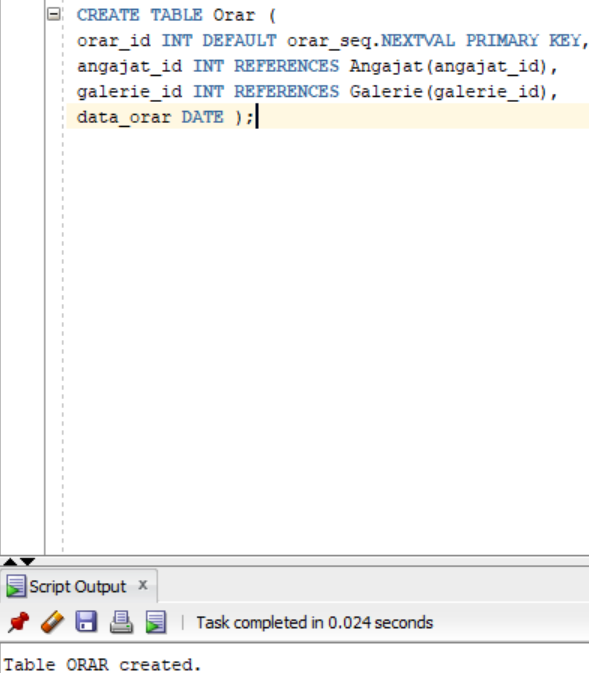 CREATE TABLE Orar (
orar_id INT DEFAULT orar_seq.NEXTVAL PRIMARY KEY,
angajat_id INT REFERENCES Angajat(angajat_id),
galerie_id INT REFERENCES Galerie(galerie_id),
data_orar DATE );
Script Output x
Task completed in 0.024 seconds
Table ORAR created.